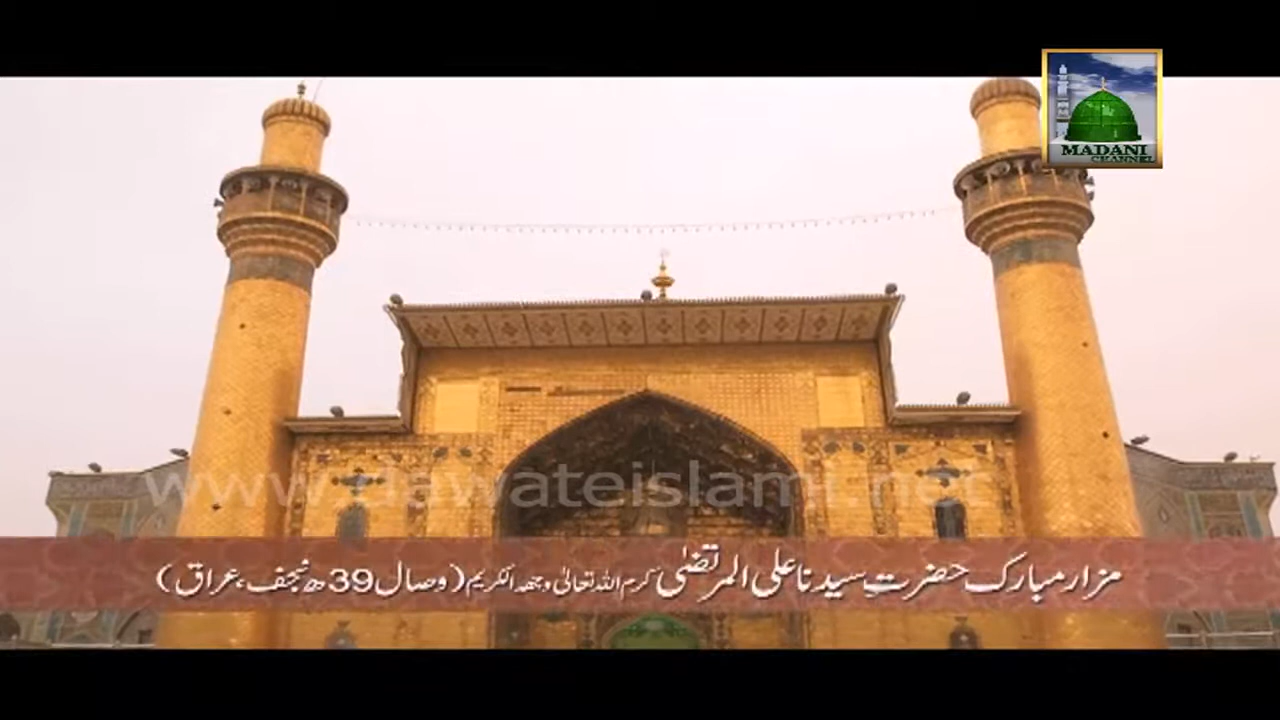 MADANI
CHANNEL
www.dawateislami.net
مزار مبارک حضرتِ سیدنا علی المرتضیٰ کرم اللہ تعالیٰ وجھہ الکریم (وصال 39ھ نجف، عراق)